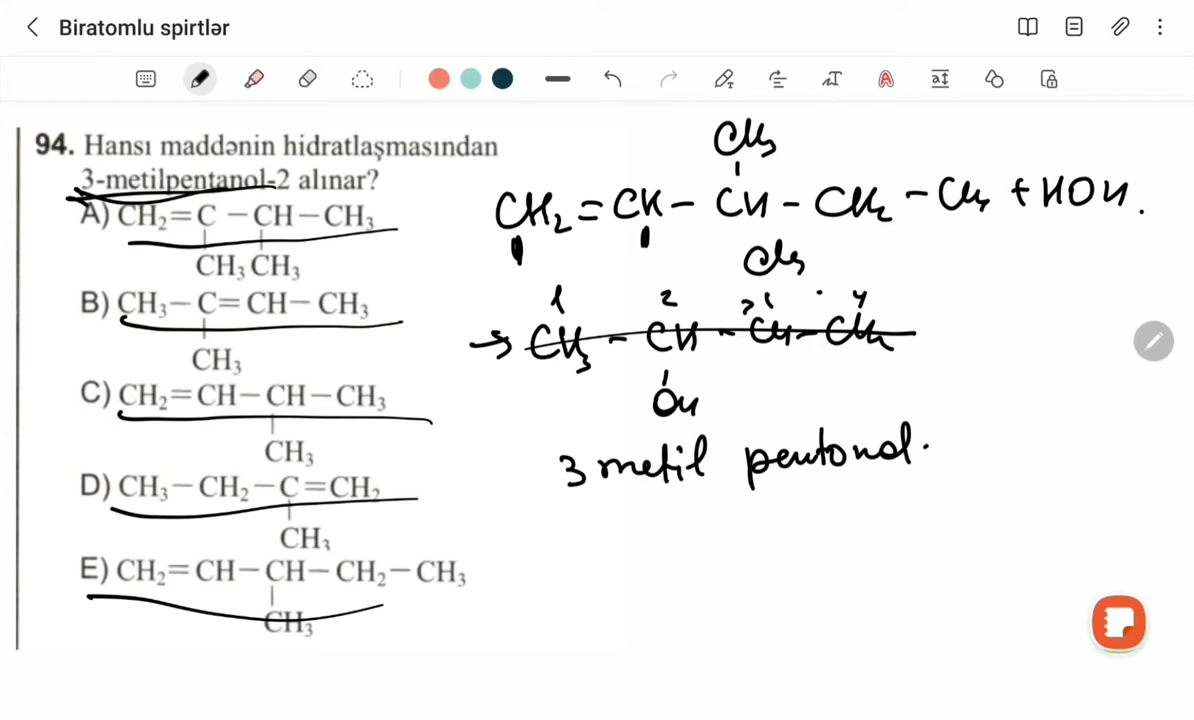 Biratomlu spirtlər
94. Hansı maddənin hidratlaşmasından
3-metilpentanol-2 alınar?
A) CH₂=C–CH–CH₃
CH₃ CH₃
B) CH₃–C=CH–CH₃
CH₃
C) CH₂=CH–CH–CH₃
CH₃
D) CH₃–CH₂–C=CH₂
CH₃
E) CH₂=CH–CH–CH₂–CH₃
CH₃
CH₃
CH₂=CH–CH–CH₂–CH₃+HOH.
CH₃
1 2 3 4
→CH₃–CH–CH–CH₂
OH
3 metil pentonol.